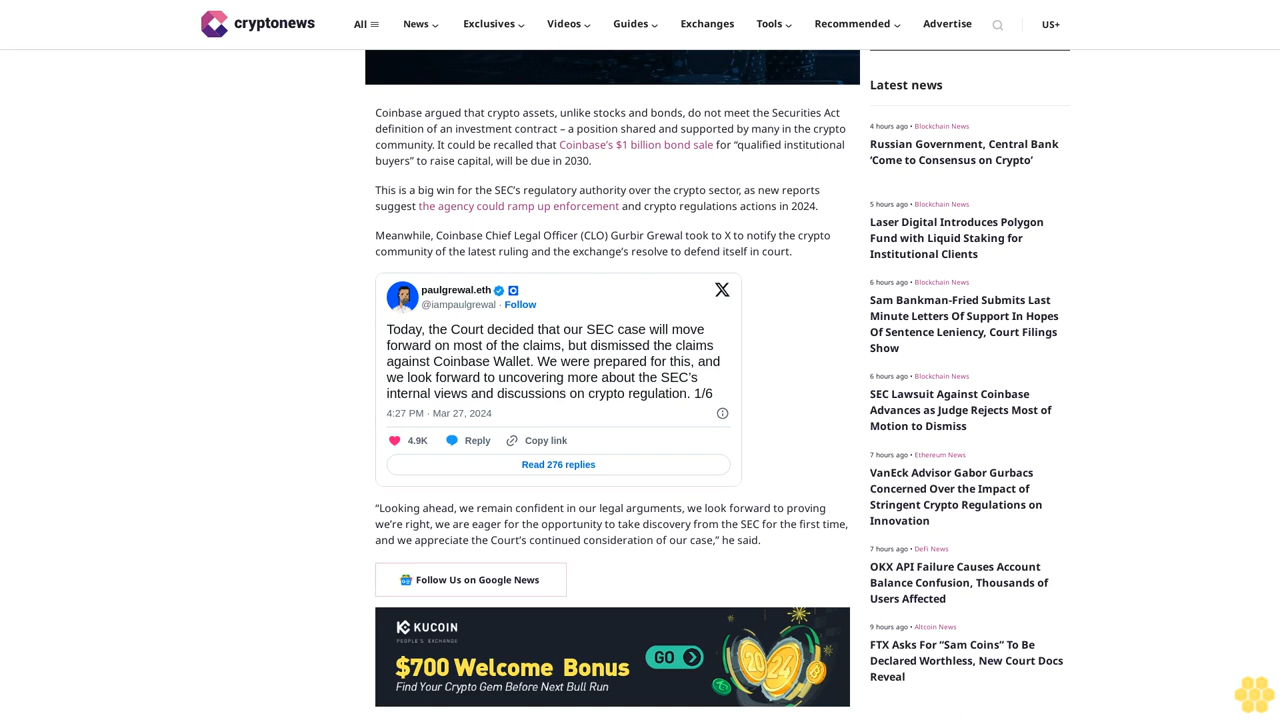 cryptonews
All
News
Exclusives
Videos
Guides
Exchanges
Tools
Recommended
Advertise
US+
Coinbase argued that crypto assets, unlike stocks and bonds, do not meet the Securities Act
definition of an investment contract – a position shared and supported by many in the crypto
community. It could be recalled that Coinbase’s $1 billion bond sale for “qualified institutional
buyers” to raise capital, will be due in 2030.
This is a big win for the SEC’s regulatory authority over the crypto sector, as new reports
suggest the agency could ramp up enforcement and crypto regulations actions in 2024.
Meanwhile, Coinbase Chief Legal Officer (CLO) Gurbir Grewal took to X to notify the crypto
community of the latest ruling and the exchange’s resolve to defend itself in court.
paulgrewal.eth
@iampaulgrewal · Follow
Today, the Court decided that our SEC case will move
forward on most of the claims, but dismissed the claims
against Coinbase Wallet. We were prepared for this, and
we look forward to uncovering more about the SEC’s
internal views and discussions on crypto regulation. 1/6
4:27 PM · Mar 27, 2024
4.9K Reply Copy link
Read 276 replies
“Looking ahead, we remain confident in our legal arguments, we look forward to proving
we’re right, we are eager for the opportunity to take discovery from the SEC for the first time,
and we appreciate the Court’s continued consideration of our case,” he said.
Follow Us on Google News
KUCOIN
PEOPLE'S EXCHANGE
$700 Welcome Bonus
Find Your Crypto Gem Before Next Bull Run
GO
20
24
Latest news
4 hours ago • Blockchain News
Russian Government, Central Bank
‘Come to Consensus on Crypto’
5 hours ago • Blockchain News
Laser Digital Introduces Polygon
Fund with Liquid Staking for
Institutional Clients
6 hours ago • Blockchain News
Sam Bankman-Fried Submits Last
Minute Letters Of Support In Hopes
Of Sentence Leniency, Court Filings
Show
6 hours ago • Blockchain News
SEC Lawsuit Against Coinbase
Advances as Judge Rejects Most of
Motion to Dismiss
7 hours ago • Ethereum News
VanEck Advisor Gabor Gurbacs
Concerned Over the Impact of
Stringent Crypto Regulations on
Innovation
7 hours ago • DeFi News
OKX API Failure Causes Account
Balance Confusion, Thousands of
Users Affected
9 hours ago • Altcoin News
FTX Asks For “Sam Coins” To Be
Declared Worthless, New Court Docs
Reveal